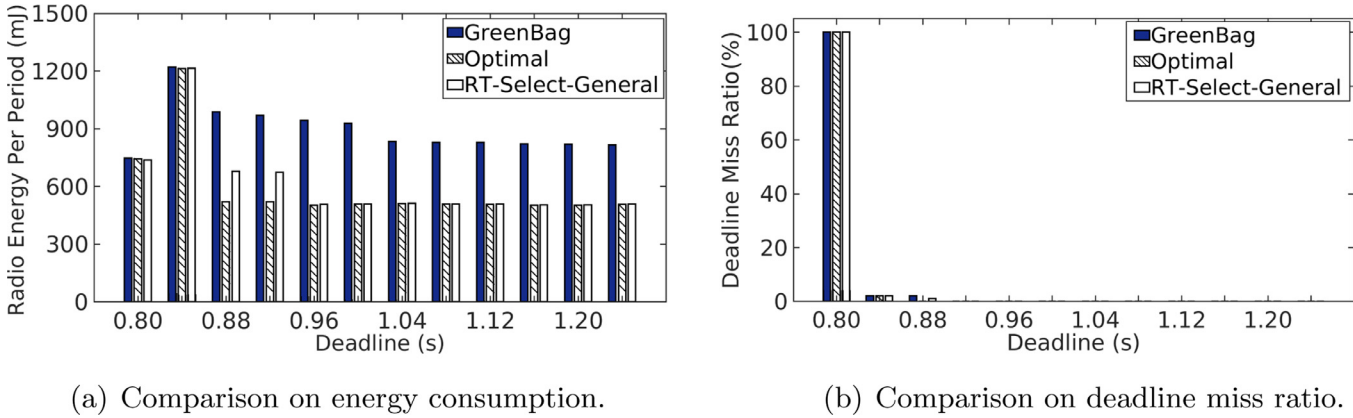 Radio Energy Per Period (mJ)
1500
1200
900
600
300
0
GreenBag
Optimal
RT-Select-General
0.80 0.88 0.96 1.04 1.12 1.20
Deadline (s)
(a) Comparison on energy consumption.
Deadline Miss Ratio(%)
100
80
60
40
20
0
GreenBag
Optimal
RT-Select-General
0.80 0.88 0.96 1.04 1.12 1.20
Deadline (s)
(b) Comparison on deadline miss ratio.